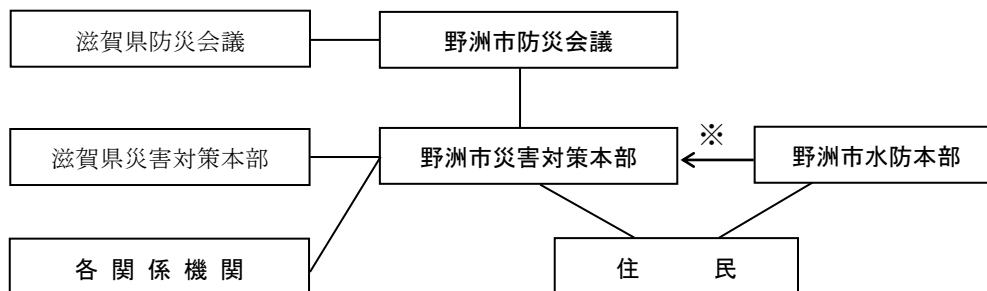 滋賀県防災会議
野洲市防災会議
滋賀県災害対策本部
野洲市災害対策本部
※
野洲市水防本部
各関係機関
住民